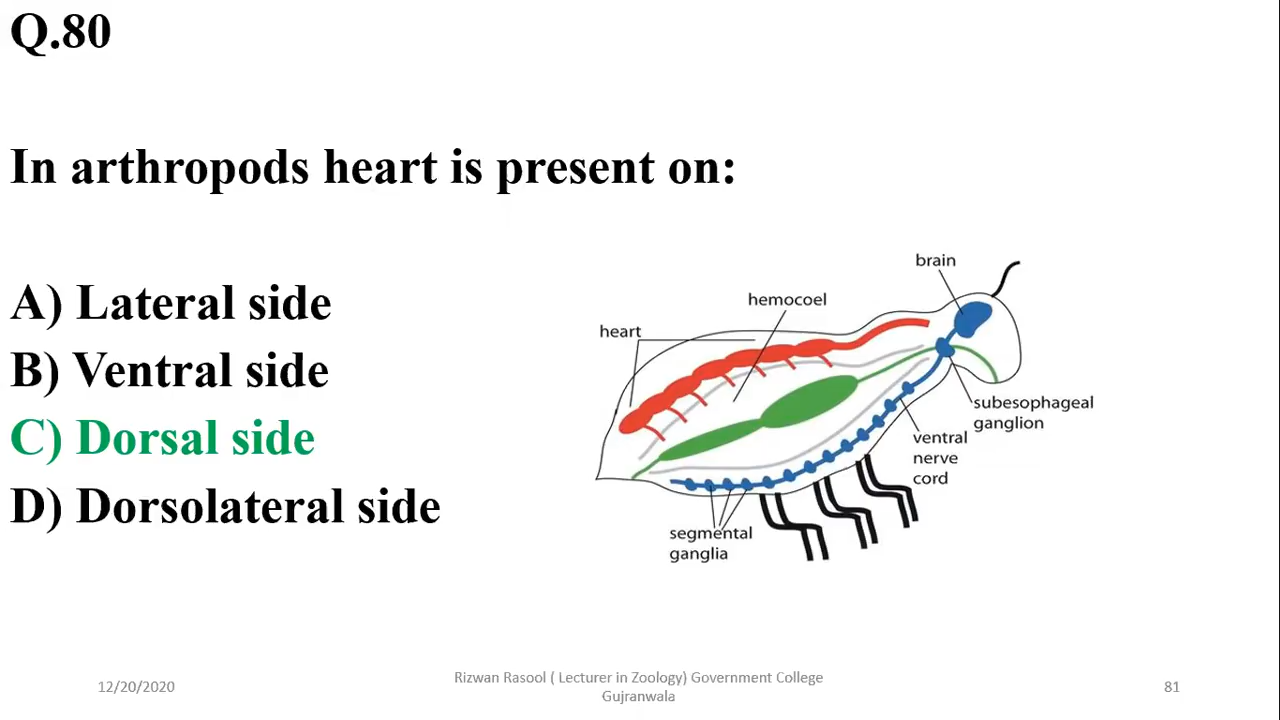 Q.80
In arthropods heart is present on:
A) Lateral side
B) Ventral side
C) Dorsal side
D) Dorsolateral side
brain
hemocoel
heart
subesophageal
ganglion
ventral
nerve
cord
segmental
ganglia
12/20/2020
Rizwan Rasool ( Lecturer in Zoology) Government College
Gujranwala
81